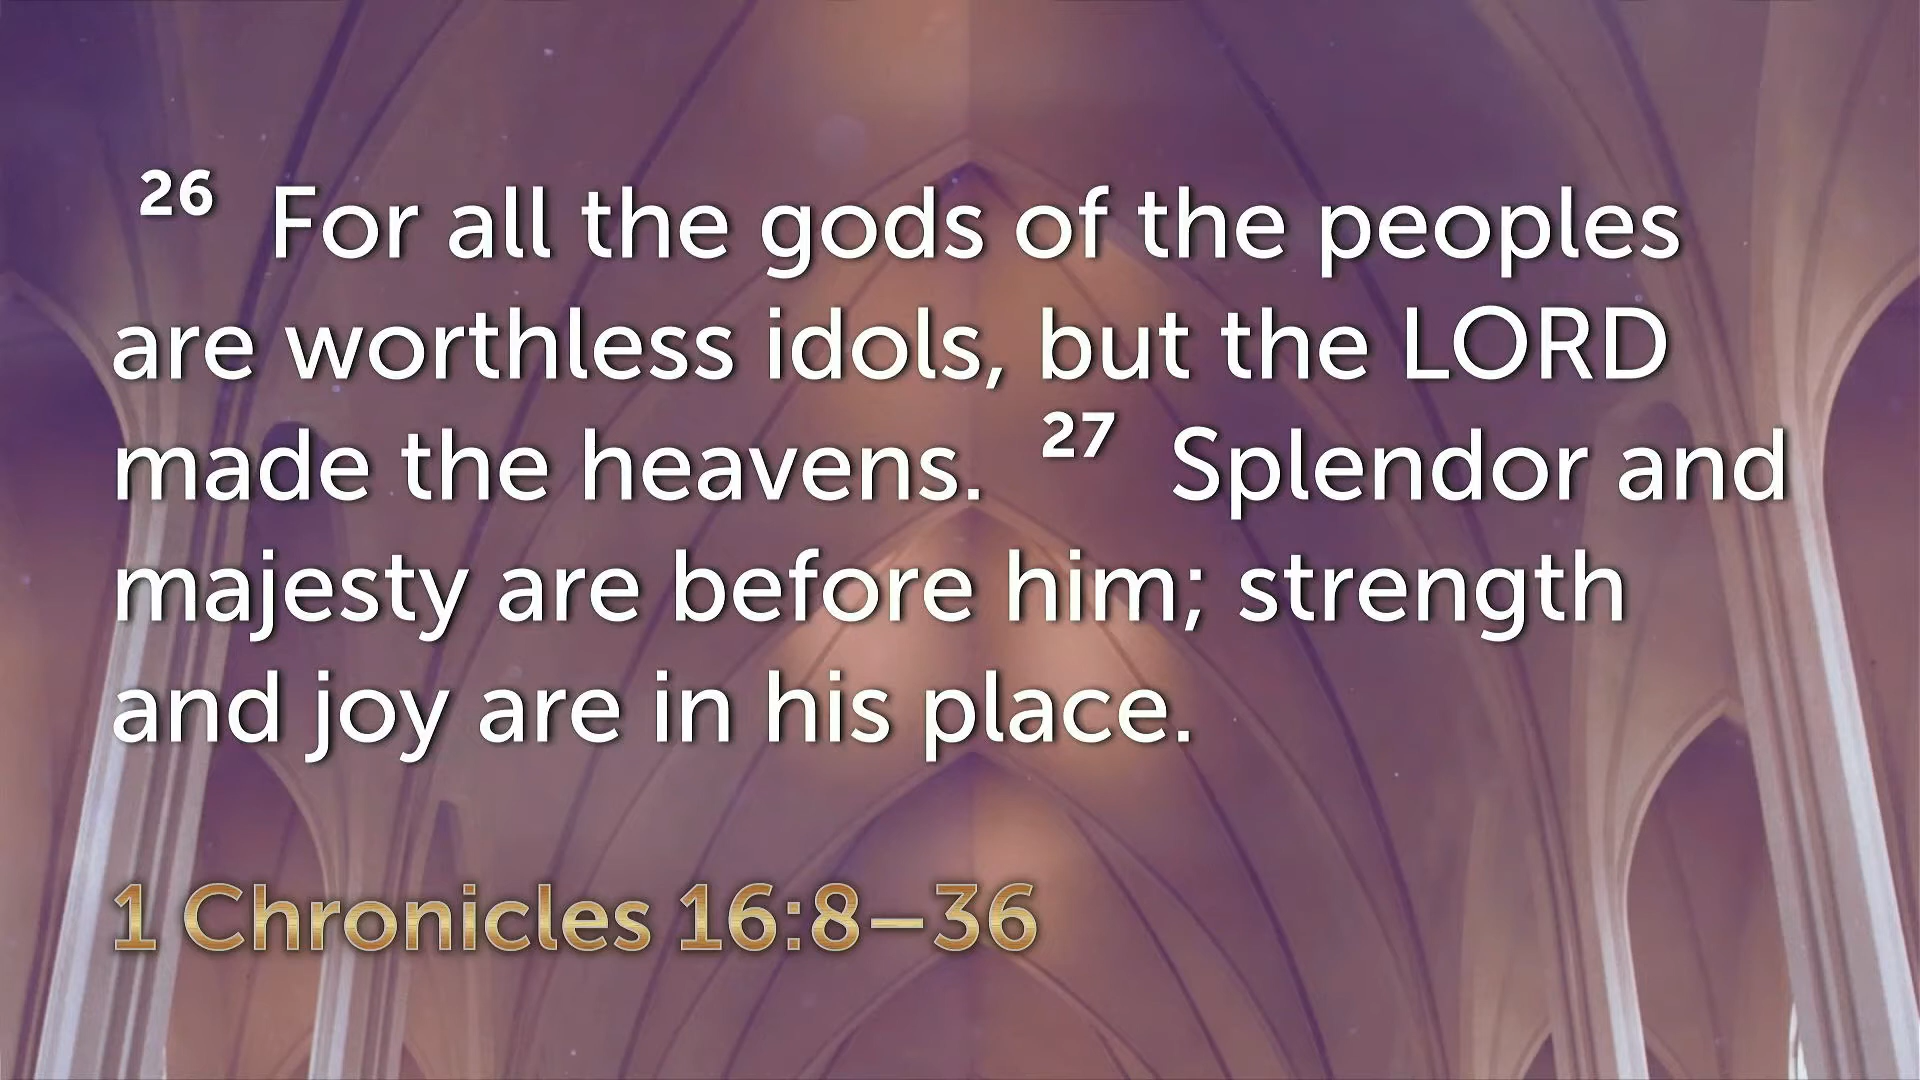 26 For all the gods of the peoples
are worthless idols, but the LORD
made the heavens. 27 Splendor and
majesty are before him; strength
and joy are in his place.
1 Chronicles 16:8–36